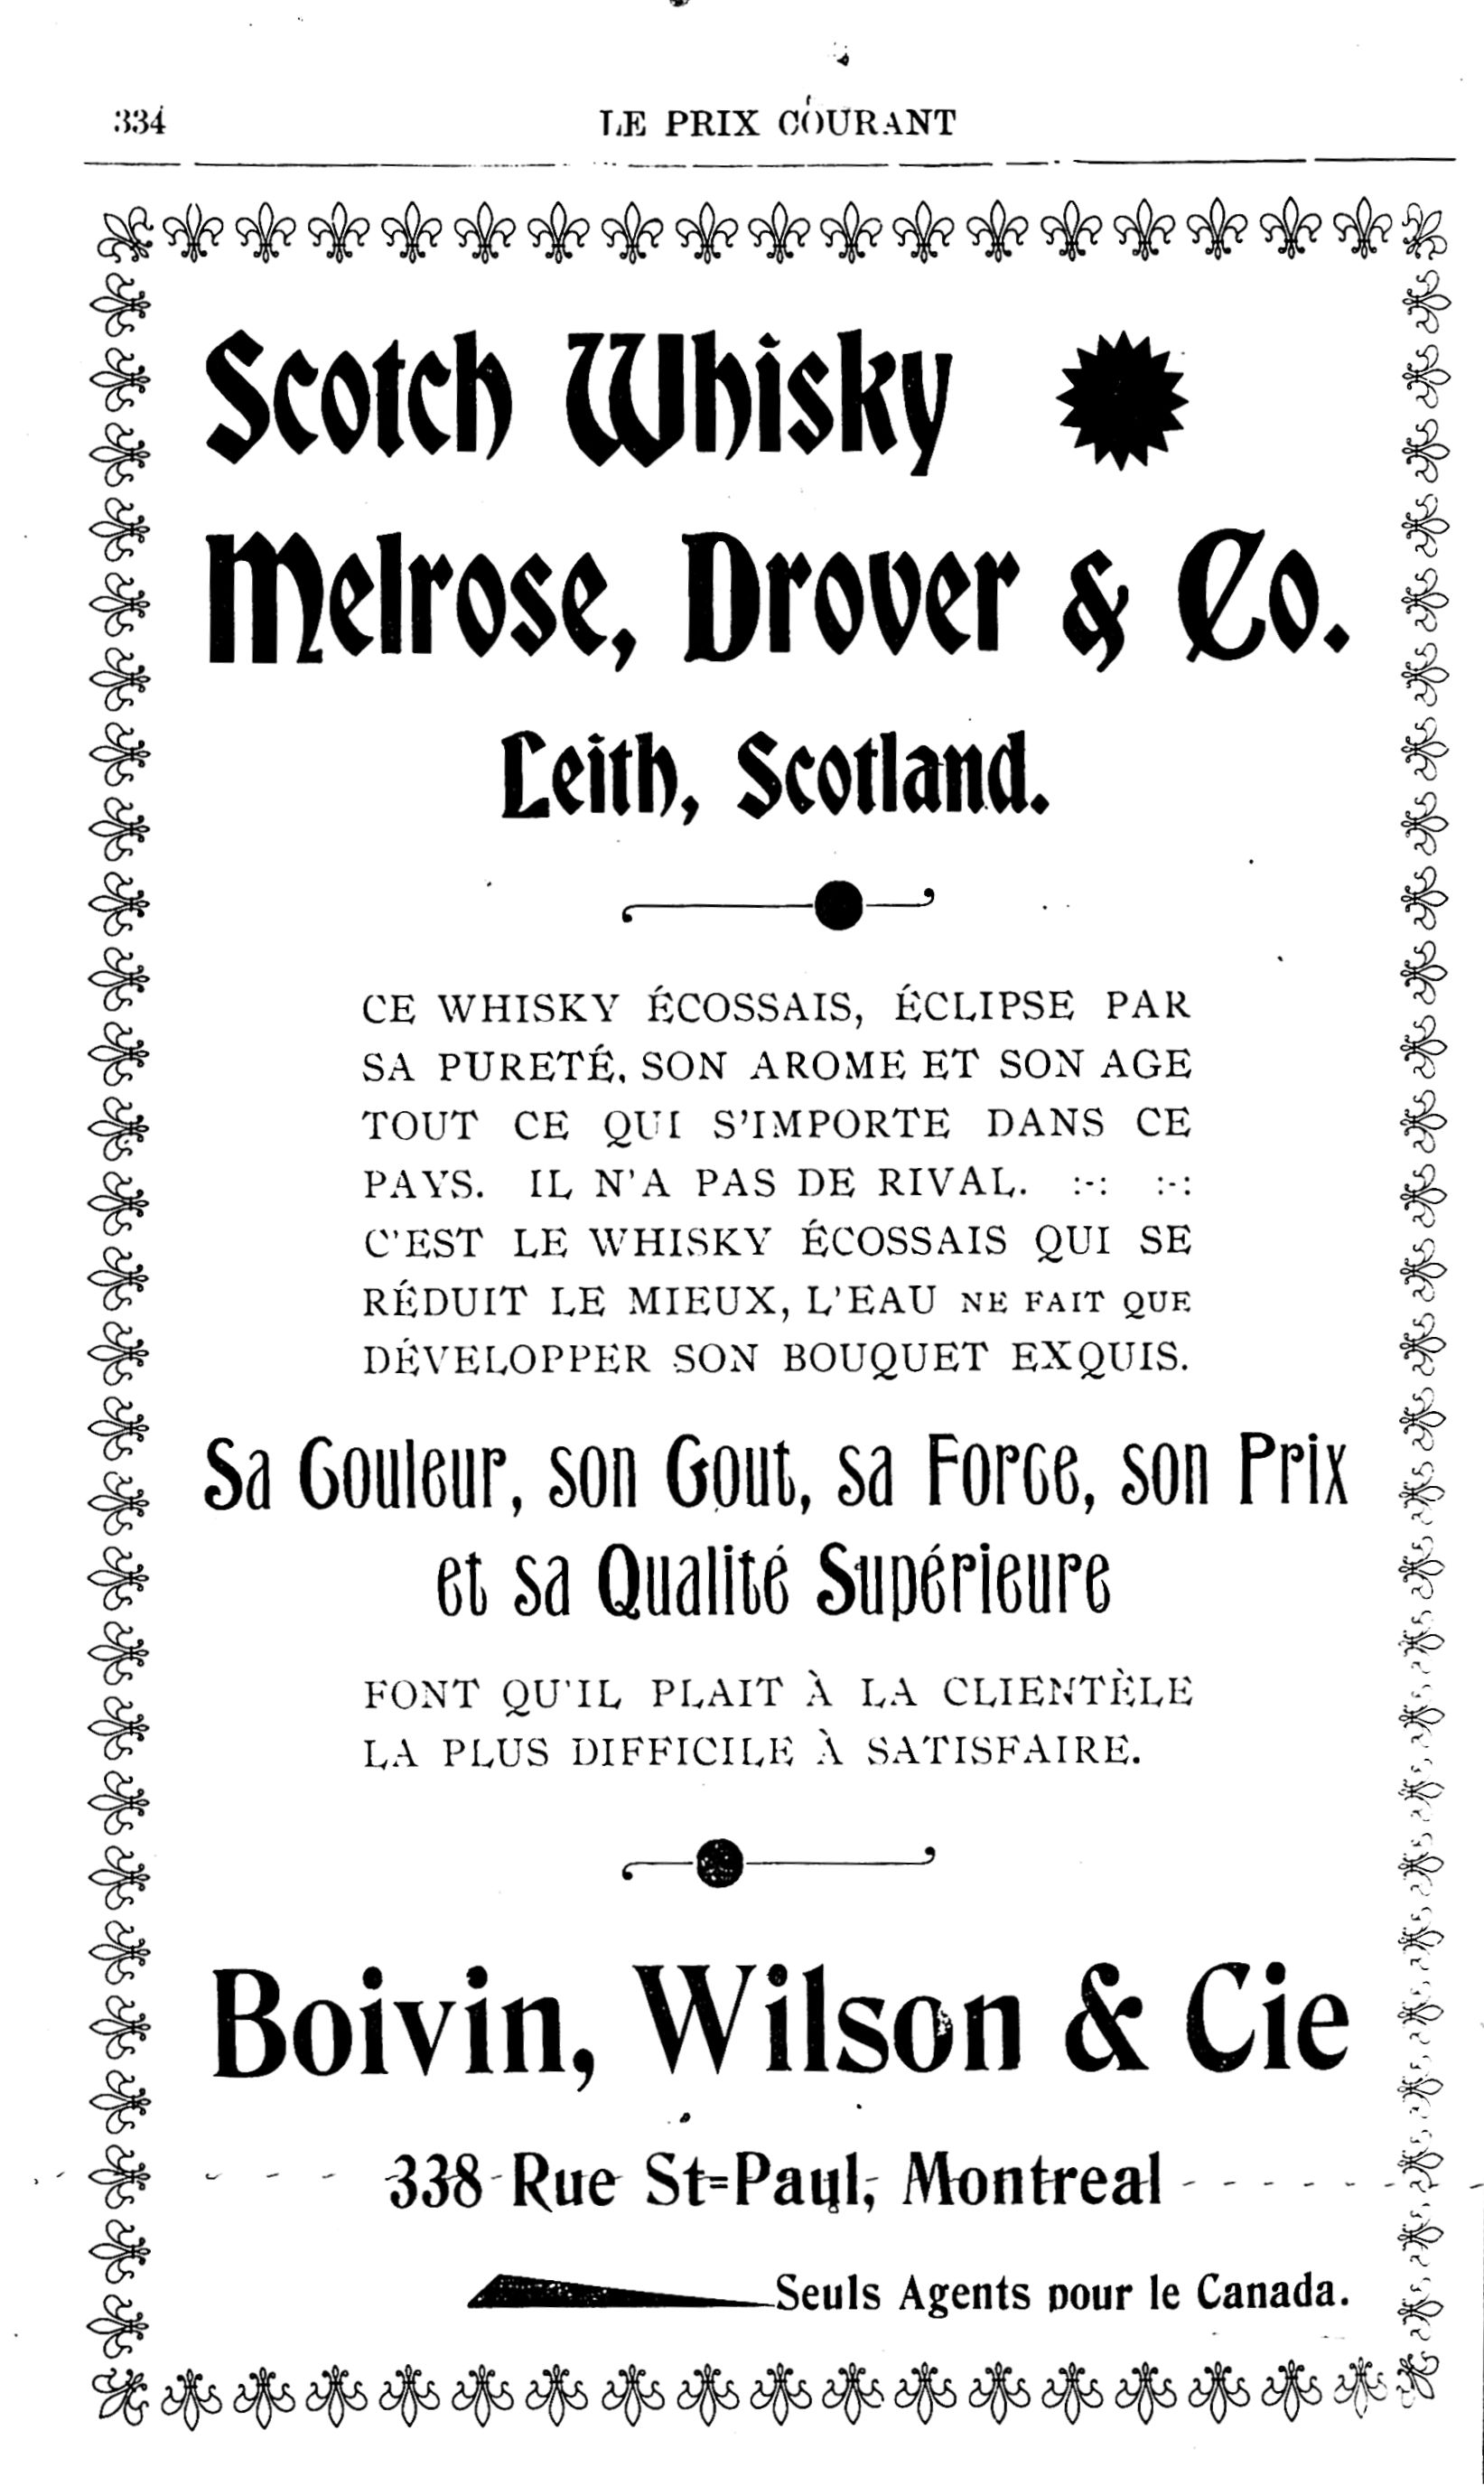 334
LE PRIX COURANT
Scotch Whisky
Melrose, Drover & Co.
Leith, Scotland.
CE WHISKY ÉCOSSAIS, ÉCLIPSE PAR
SA PURETÉ, SON AROME ET SON AGE
TOUT CE QUI S'IMPORTE DANS CE
PAYS. IL N'A PAS DE RIVAL. :-: :-:
C'EST LE WHISKY ÉCOSSAIS QUI SE
RÉDUIT LE MIEUX, L'EAU NE FAIT QUE
DÉVELOPPER SON BOUQUET EXQUIS.
Sa Couleur, son Gout, sa Force, son Prix
et sa Qualité Supérieure
FONT QU'IL PLAIT À LA CLIENTÈLE
LA PLUS DIFFICILE À SATISFAIRE.
Boivin, Wilson & Cie
338 Rue St=Paul, Montreal
Seuls Agents pour le Canada.